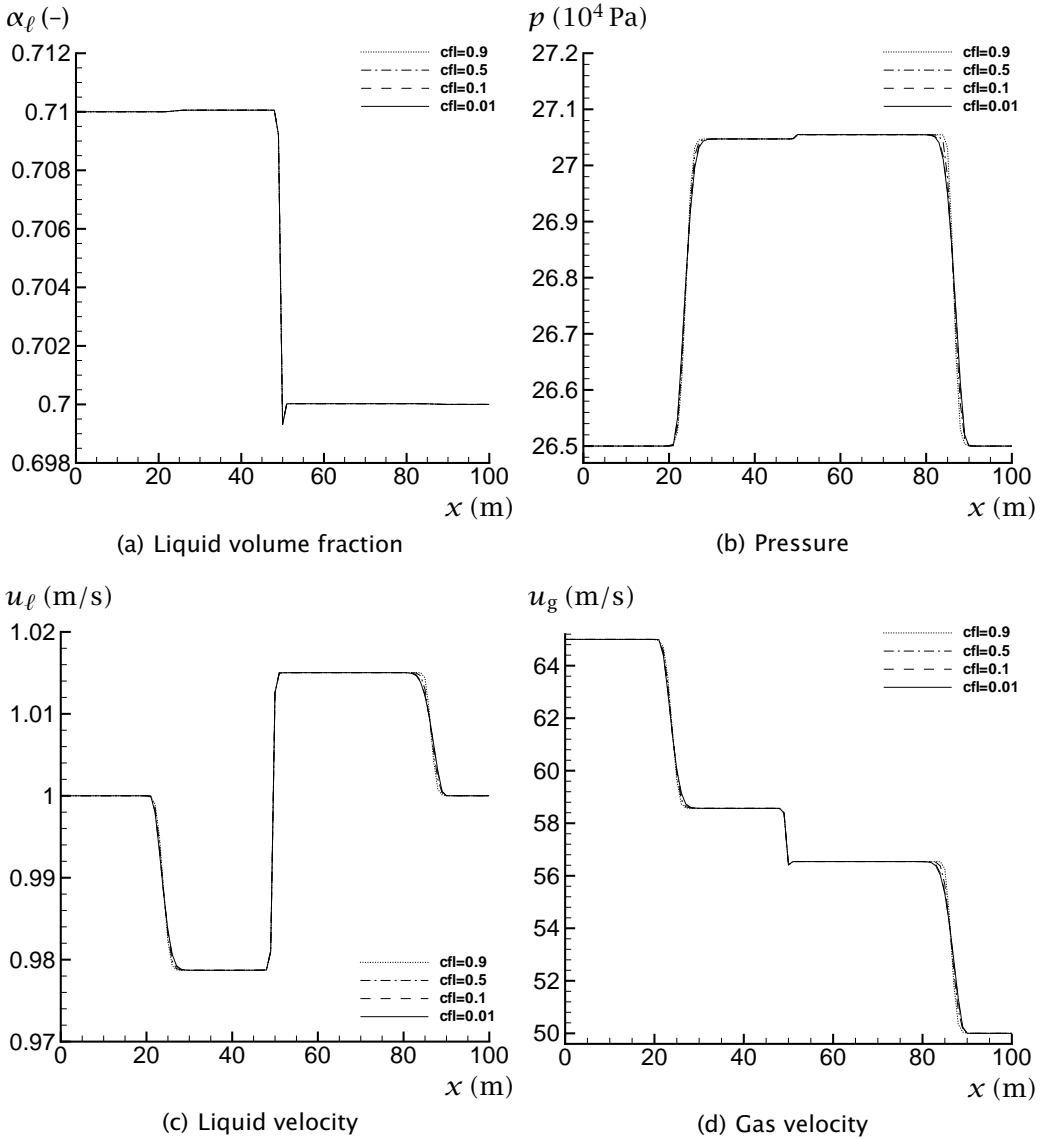 αℓ (–)
cfl=0.9
cfl=0.5
cfl=0.1
cfl=0.01
0.712
0.71
0.708
0.706
0.704
0.702
0.7
0.698
0 20 40 60 80 100
x (m)
(a) Liquid volume fraction
p (10⁴ Pa)
cfl=0.9
cfl=0.5
cfl=0.1
cfl=0.01
27.2
27.1
27
26.9
26.8
26.7
26.6
26.5
0 20 40 60 80 100
x (m)
(b) Pressure
uℓ (m/s)
1.02
1.01
1
0.99
0.98
0.97
cfl=0.9
cfl=0.5
cfl=0.1
cfl=0.01
0 20 40 60 80 100
x (m)
(c) Liquid velocity
ug (m/s)
cfl=0.9
cfl=0.5
cfl=0.1
cfl=0.01
64
62
60
58
56
54
52
50
0 20 40 60 80 100
x (m)
(d) Gas velocity